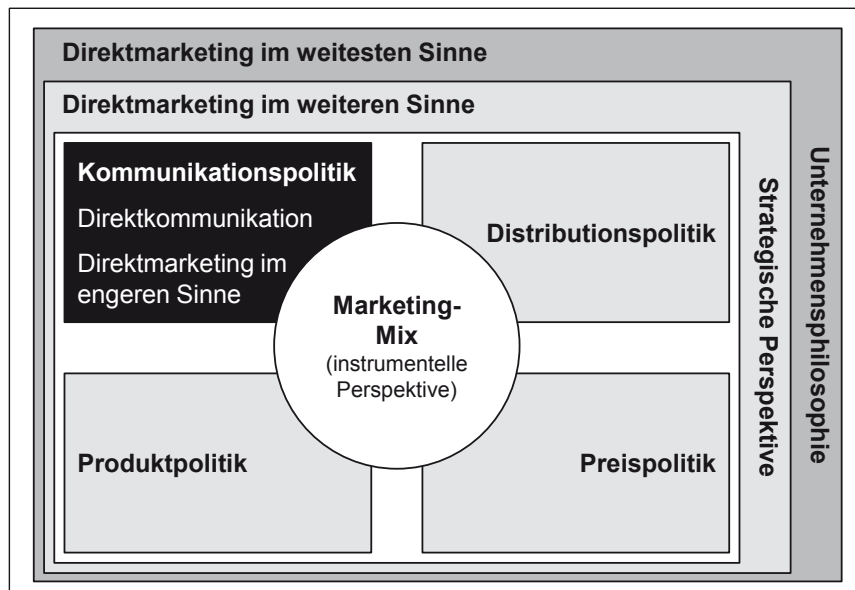 Direktmarketing im weitesten Sinne
Direktmarketing im weiteren Sinne
Kommunikationspolitik
Direktkommunikation
Direktmarketing im
engeren Sinne
Distributionspolitik
Marketing-
Mix
(instrumentelle
Perspektive)
Produktpolitik
Preispolitik
Strategische Perspektive
Unternehmensphilosophie